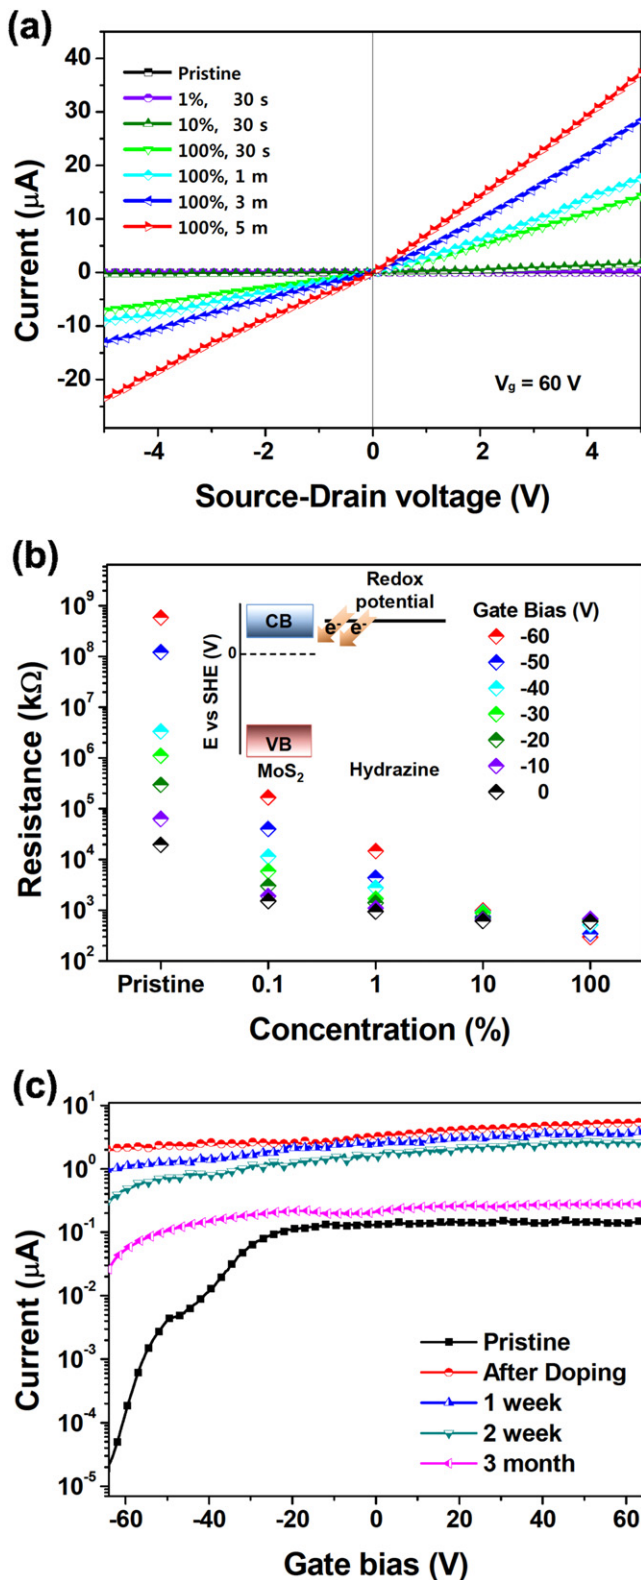 (a)
40
30
20
10
0
-10
-20
Current (μA)
Pristine
1%, 30 s
10%, 30 s
100%, 30 s
100%, 1 m
100%, 3 m
100%, 5 m
Vg = 60 V
-4 -2 0 2 4
Source-Drain voltage (V)
(b)
10⁹
10⁸
10⁷
10⁶
10⁵
10⁴
10³
10²
Resistance (kΩ)
E vs SHE (V)
0
CB
VB
MoS₂
Redox
potential
e⁻ e⁻
Hydrazine
Gate Bias (V)
-60
-50
-40
-30
-20
-10
0
Pristine 0.1 1 10 100
Concentration (%)
(c)
10¹
10⁰
10⁻¹
10⁻²
10⁻³
10⁻⁴
10⁻⁵
Current (μA)
Pristine
After Doping
1 week
2 week
3 month
-60 -40 -20 0 20 40 60
Gate bias (V)